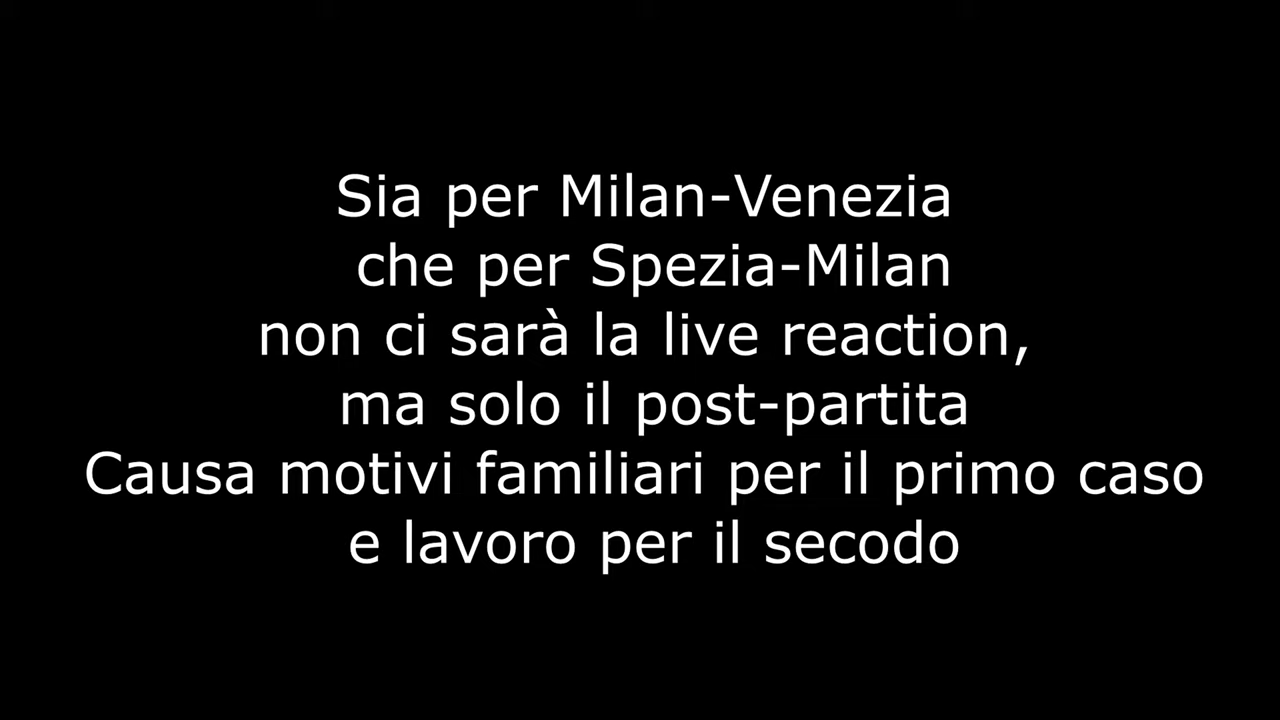 Sia per Milan-Venezia
che per Spezia-Milan
non ci sarà la live reaction,
ma solo il post-partita
Causa motivi familiari per il primo caso
e lavoro per il secodo